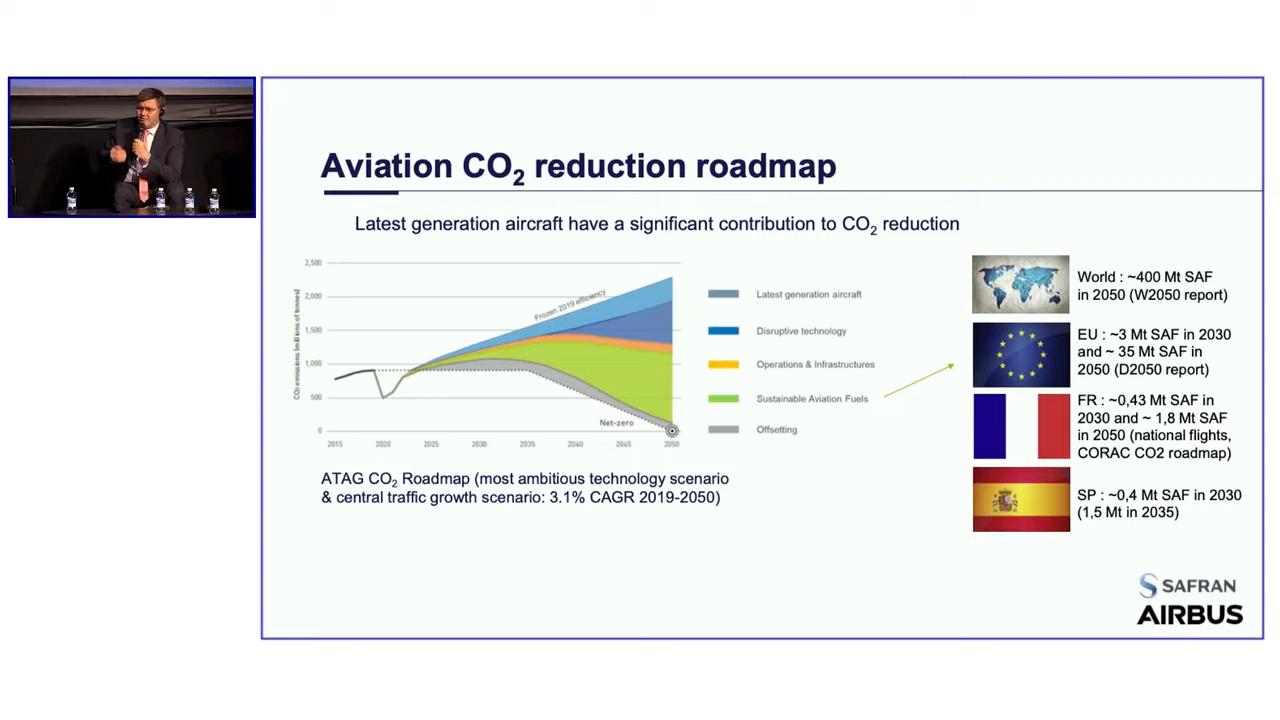 Aviation CO2 reduction roadmap
Latest generation aircraft have a significant contribution to CO2 reduction
CO2 emissions (millions of tonnes)
2,500
2,000
1,500
1,000
500
0
2015
2020
2025
2030
2035
2040
2045
2050
Frozen 2019 efficiency
Net-zero
Latest generation aircraft
Disruptive technology
Operations & Infrastructures
Sustainable Aviation Fuels
Offsetting
ATAG CO2 Roadmap (most ambitious technology scenario
& central traffic growth scenario: 3.1% CAGR 2019-2050)
World : ~400 Mt SAF
in 2050 (W2050 report)
EU : ~3 Mt SAF in 2030
and ~ 35 Mt SAF in
2050 (D2050 report)
FR : ~0,43 Mt SAF in
2030 and ~ 1,8 Mt SAF
in 2050 (national flights,
CORAC CO2 roadmap)
SP : ~0,4 Mt SAF in 2030
(1,5 Mt in 2035)
SAFRAN
AIRBUS